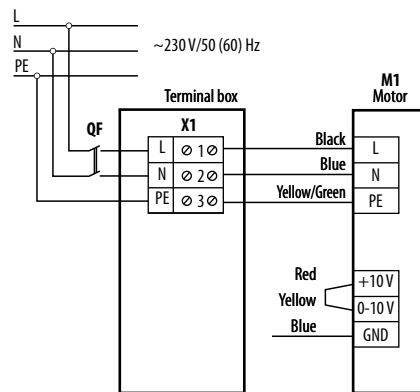 L
N
~230 V/50 (60) Hz
PE
M1
Motor
Terminal box
QF
X1
L 1
Black
L
N 2
Blue
N
PE 3
Yellow/Green
PE
Red
+10 V
Yellow
0-10 V
Blue
GND